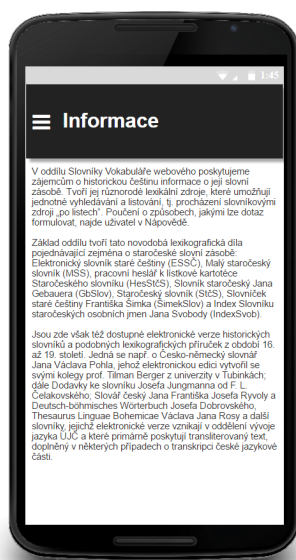 1:45
Informace
V oddílu Slovníky Vokabuláře webového poskytujeme
zájemcům o historickou češtinu informace o její slovní
zásobě. Tvoří jej různorodé lexikální zdroje, které umožňují
jednotné vyhledávání a listování, tj. procházení slovníkovými
zdroji „po listech“. Poučení o způsobech, jakými lze dotaz
formulovat, najde uživatel v Nápovědě.
Základ oddílu tvoří tato novodobá lexikografická díla
pojednávající zejména o staročeské slovní zásobě:
Elektronický slovník staré češtiny (ESSČ), Malý staročeský
slovník (MSS), pracovní heslář k lístkové kartotéce
Staročeského slovníku (HesStčS), Slovník staročeský Jana
Gebauera (GbSlov), Staročeský slovník (StčS), Slovníček
staré češtiny Františka Šimka (ŠimekSlov) a Index Slovníku
staročeských osobních jmen Jana Svobody (IndexSvob).
Jsou zde však též dostupné elektronické verze historických
slovníků a podobných lexikografických příruček z období 16.
až 19. století. Jedná se např. o Česko-německý slovnář
Jana Václava Pohla, jehož elektronickou edici vytvořil se
svými kolegy prof. Tilman Berger z univerzity v Tubinkách;
dále Dodavky ke slovníku Josefa Jungmanna od F. L.
Čelakovského; Slovář český Jana Františka Josefa Ryvoly a
Deutsch-böhmisches Wörterbuch Josefa Dobrovského,
Thesaurus Linguae Bohemicae Václava Jana Rosy a další
slovníky, jejichž elektronické verze vznikají v oddělení vývoje
jazyka ÚJČ a které primárně poskytují transliterovaný text,
doplněný v některých případech o transkripci české jazykové
části.